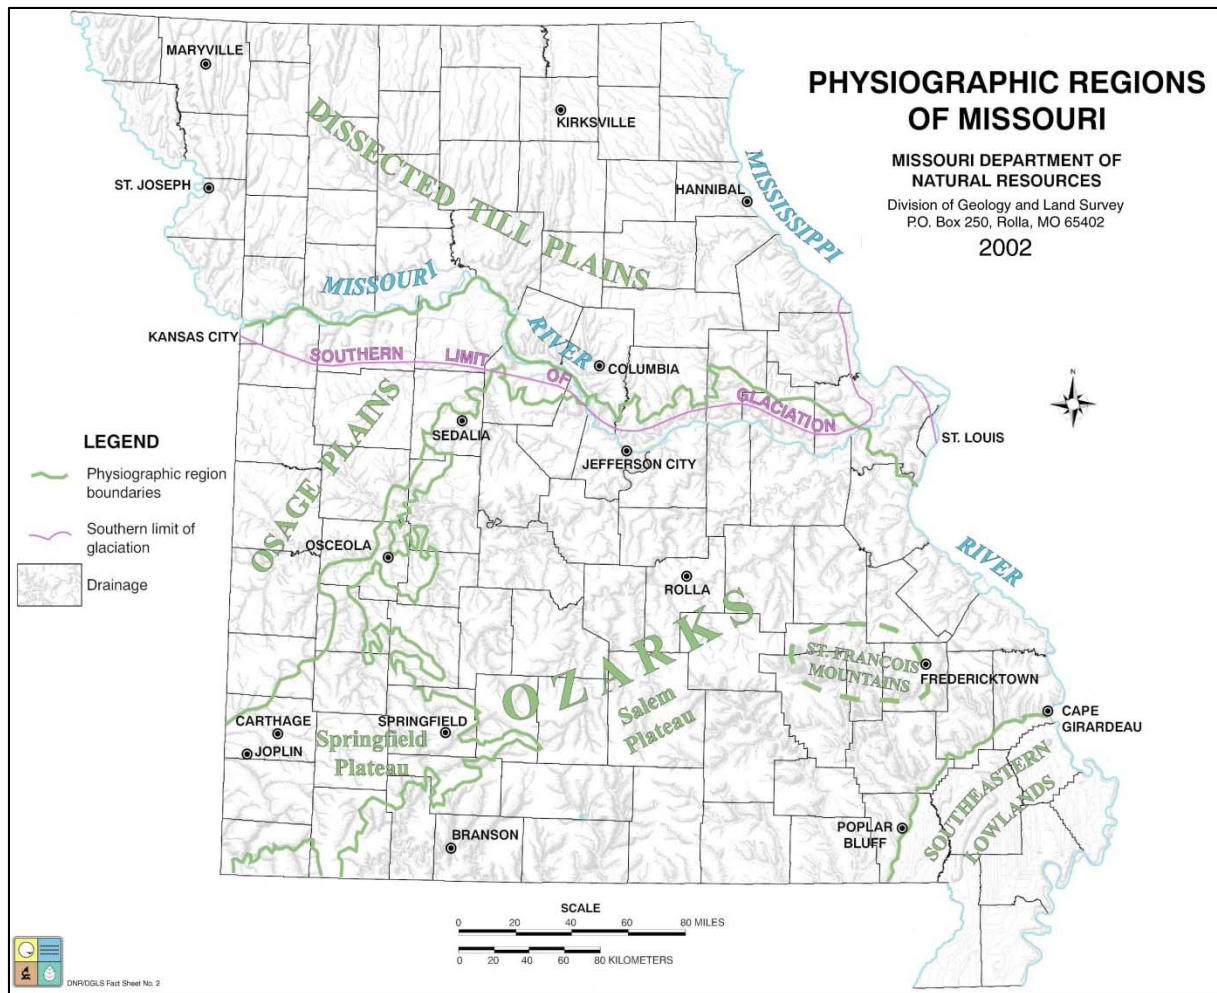 PHYSIOGRAPHIC REGIONS
OF MISSOURI
MISSOURI DEPARTMENT OF
NATURAL RESOURCES
Division of Geology and Land Survey
P.O. Box 250, Rolla, MO 65402
2002
MARYVILLE
KIRKSVILLE
DISSECTED TILL PLAINS
ST. JOSEPH
HANNIBAL
MISSISSIPPI
MISSOURI
RIVER
KANSAS CITY
SOUTHERN LIMIT OF GLACIATION
COLUMBIA
OSAGE PLAINS
SEDALIA
JEFFERSON CITY
ST. LOUIS
N
LEGEND
Physiographic region
boundaries
Southern limit of
glaciation
Drainage
OSCEOLA
RIVER
ROLLA
OZARKS
ST. FRANCOIS
MOUNTAINS
FREDERICKTOWN
Salem
Plateau
CARTHAGE
SPRINGFIELD
JOPLIN
Springfield
Plateau
CAPE
GIRARDEAU
SOUTHEASTERN
LOWLANDS
POPLAR
BLUFF
BRANSON
SCALE
0 20 40 60 80 MILES
0 20 40 60 80 KILOMETERS
DNR/DGLS Fact Sheet No. 2